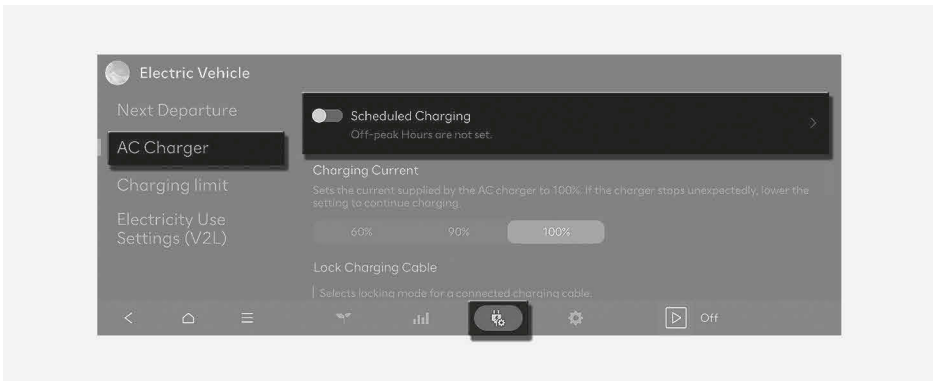 Electric Vehicle
Next Departure
AC Charger
Charging limit
Electricity Use
Settings (V2L)
Scheduled Charging
Off-peak Hours are not set.
Charging Current
Sets the current supplied by the AC charger to 100%. If the charger stops unexpectedly, lower the
setting to continue charging.
60% 90% 100%
Lock Charging Cable
Selects locking mode for a connected charging cable.
Off